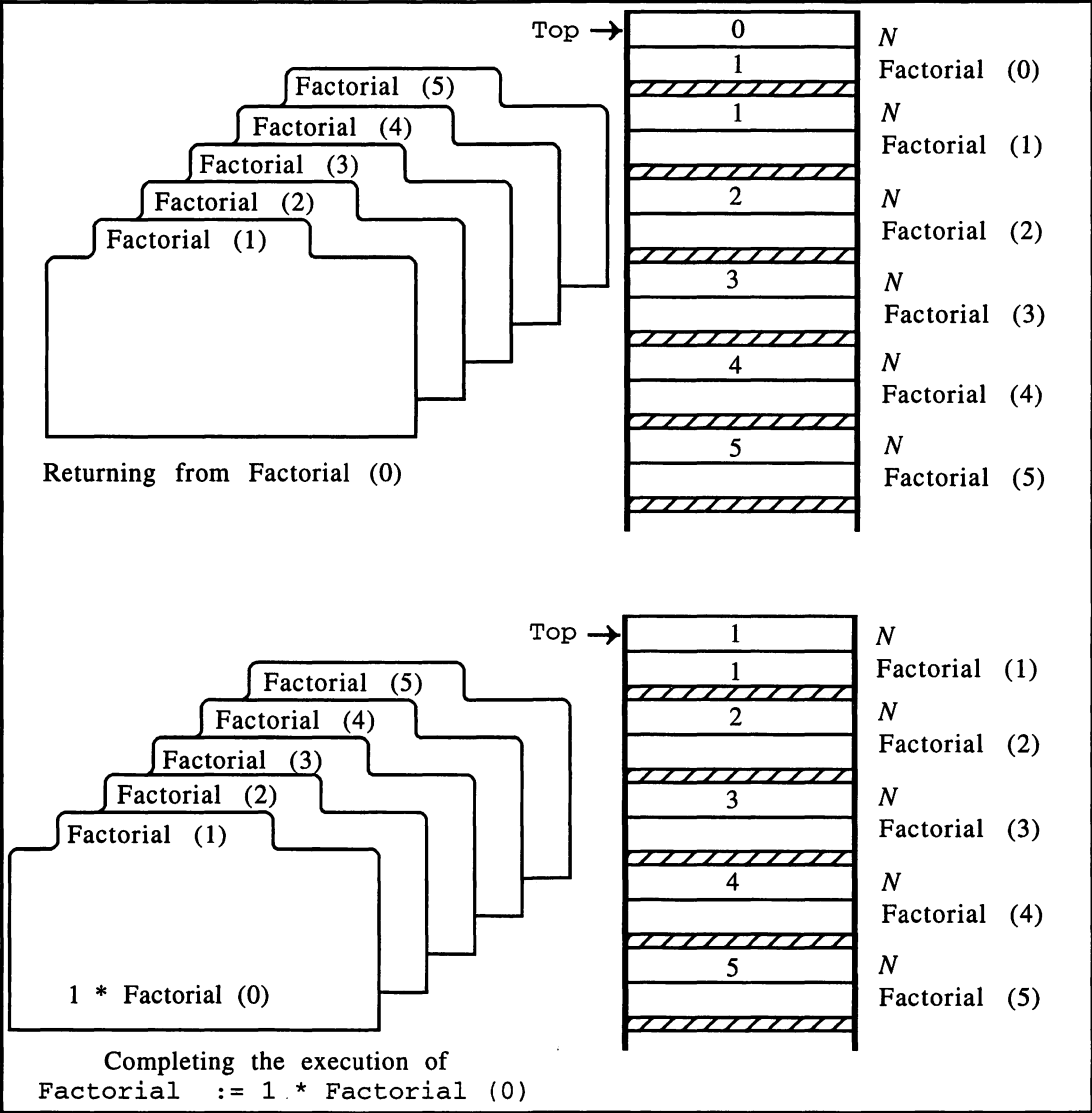 Top → 0 N
1 Factorial (0)
Factorial (5)
1 N
Factorial (4)
Factorial (1)
Factorial (3)
2 N
Factorial (2)
Factorial (2)
Factorial (1)
3 N
Factorial (3)
4 N
Factorial (4)
5 N
Returning from Factorial (0)
Factorial (5)
Top → 1 N
1 Factorial (1)
Factorial (5)
2 N
Factorial (4)
Factorial (2)
Factorial (3)
Factorial (2)
3 N
Factorial (1)
Factorial (3)
4 N
Factorial (4)
5 N
1 * Factorial (0)
Factorial (5)
Completing the execution of
Factorial := 1 * Factorial (0)